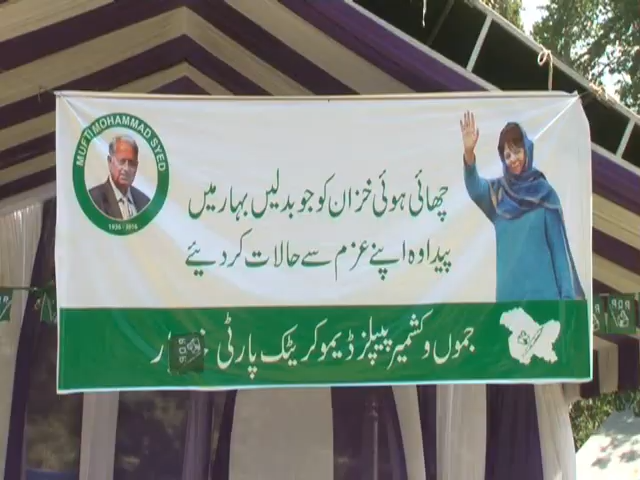 MUFTI MOHAMMAD SYED
1936 / 2016
چھائی ہوئی خزان کو جو بدلیں بہار میں
پیدا وہ اپنے عزم سے حالات کر دیئے
جموں و کشمیر پیپلز ڈیموکریٹک پارٹی